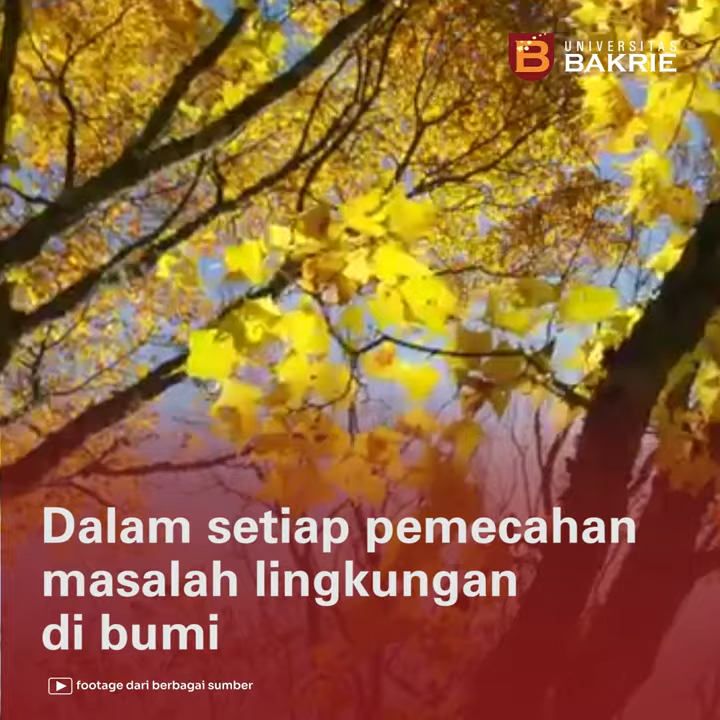 UNIVERSITAS
BAKRIE
Dalam setiap pemecahan
masalah lingkungan
di bumi
footage dari berbagai sumber